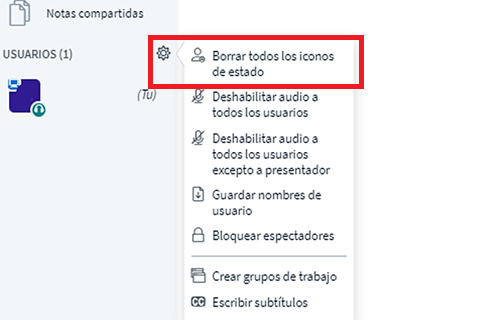 Notas compartidas
USUARIOS (1)
Borrar todos los iconos
de estado
(Tu)
Deshabilitar audio a
todos los usuarios
Deshabilitar audio a
todos los usuarios
excepto a presentador
Guardar nombres de
usuario
Bloquear espectadores
Crear grupos de trabajo
CC Escribir subtítulos